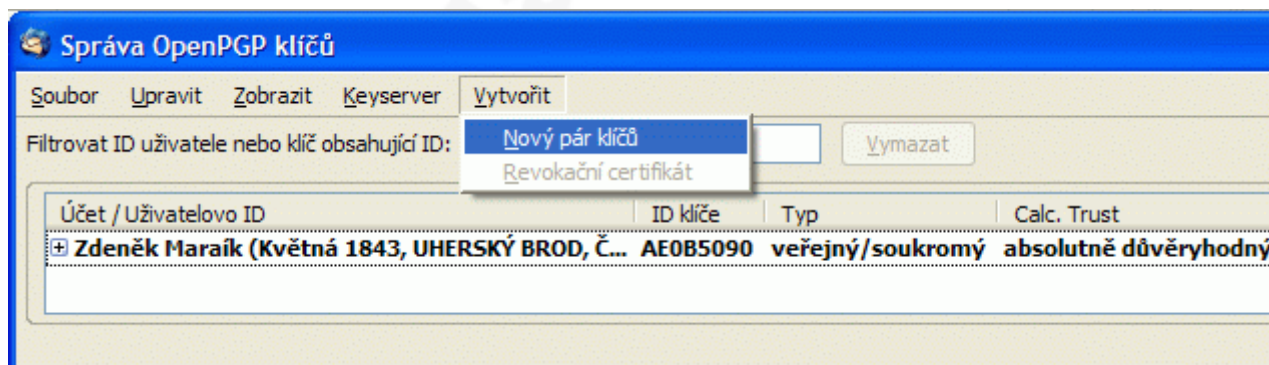 Správa OpenPGP klíčů
Soubor Upravit Zobrazit Keyserver Vytvořit
Filtrovat ID uživatele nebo klíč obsahující ID:
Nový pár klíčů
Vymazat
Revokační certifikát
Účet / Uživatelovo ID ID klíče Typ Calc. Trust
Zdeněk Maraík (Květná 1843, UHERSKÝ BROD, Č... AE0B5090 veřejný/soukromý absolutně důvěryhodný